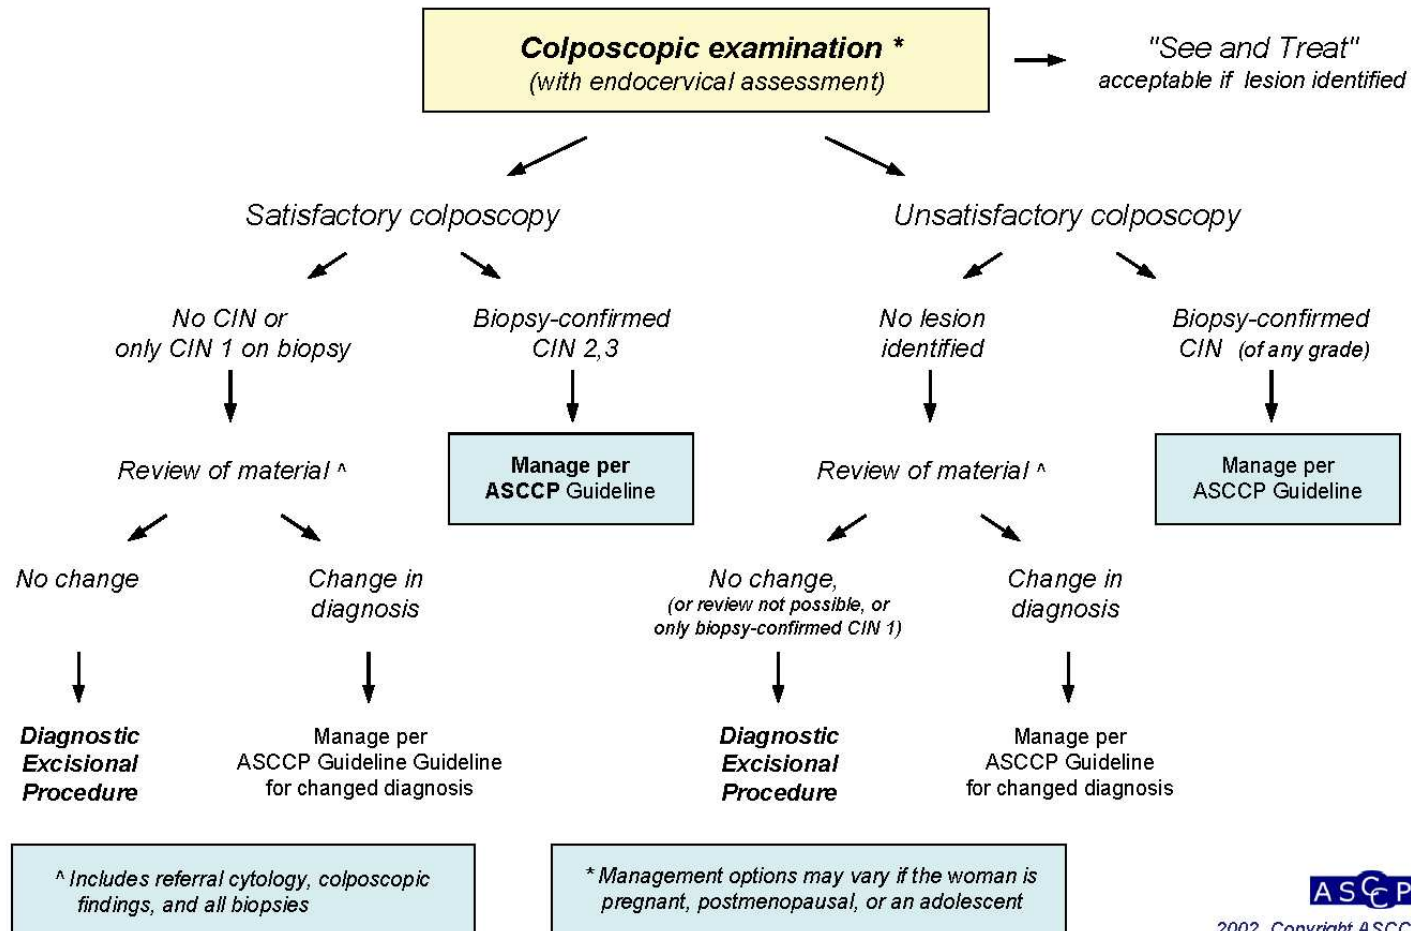 Colposcopic examination *
(with endocervical assessment)
"See and Treat"
acceptable if lesion identified
Satisfactory colposcopy
Unsatisfactory colposcopy
No CIN or
only CIN 1 on biopsy
Biopsy-confirmed
CIN 2,3
No lesion
identified
Biopsy-confirmed
CIN (of any grade)
Review of material ^
Manage per
ASCCP Guideline
Review of material ^
Manage per
ASCCP Guideline
No change
Change in
diagnosis
No change,
(or review not possible, or
only biopsy-confirmed CIN 1)
Change in
diagnosis
Diagnostic
Excisional
Procedure
Manage per
ASCCP Guideline Guideline
for changed diagnosis
Diagnostic
Excisional
Procedure
Manage per
ASCCP Guideline
for changed diagnosis
^ Includes referral cytology, colposcopic
findings, and all biopsies
* Management options may vary if the woman is
pregnant, postmenopausal, or an adolescent
ASCCP
2002, Copyright ASCC